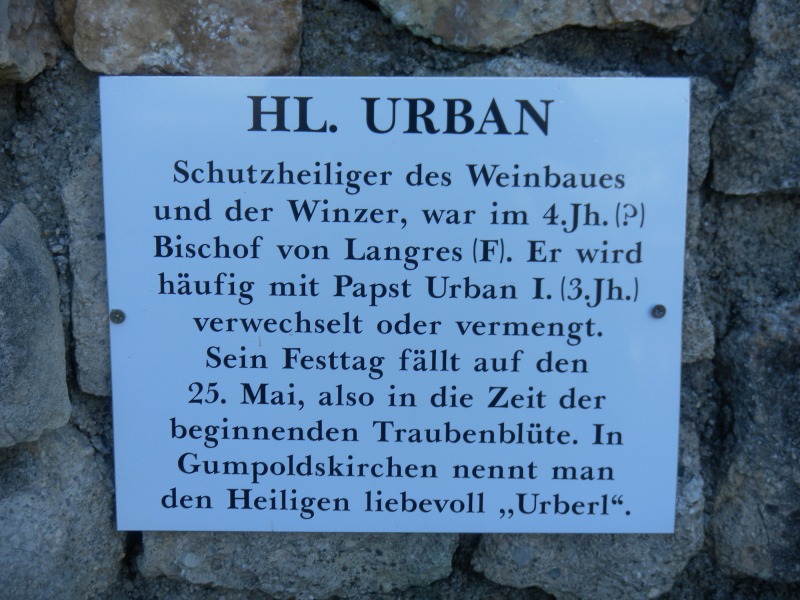 HL. URBAN
Schutzheiliger des Weinbaues
und der Winzer, war im 4.Jh.(?)
Bischof von Langres (F). Er wird
häufig mit Papst Urban I. (3.Jh.)
verwechselt oder vermengt.
Sein Festtag fällt auf den
25. Mai, also in die Zeit der
beginnenden Traubenblüte. In
Gumpoldskirchen nennt man
den Heiligen liebevoll ,,Urberl“.